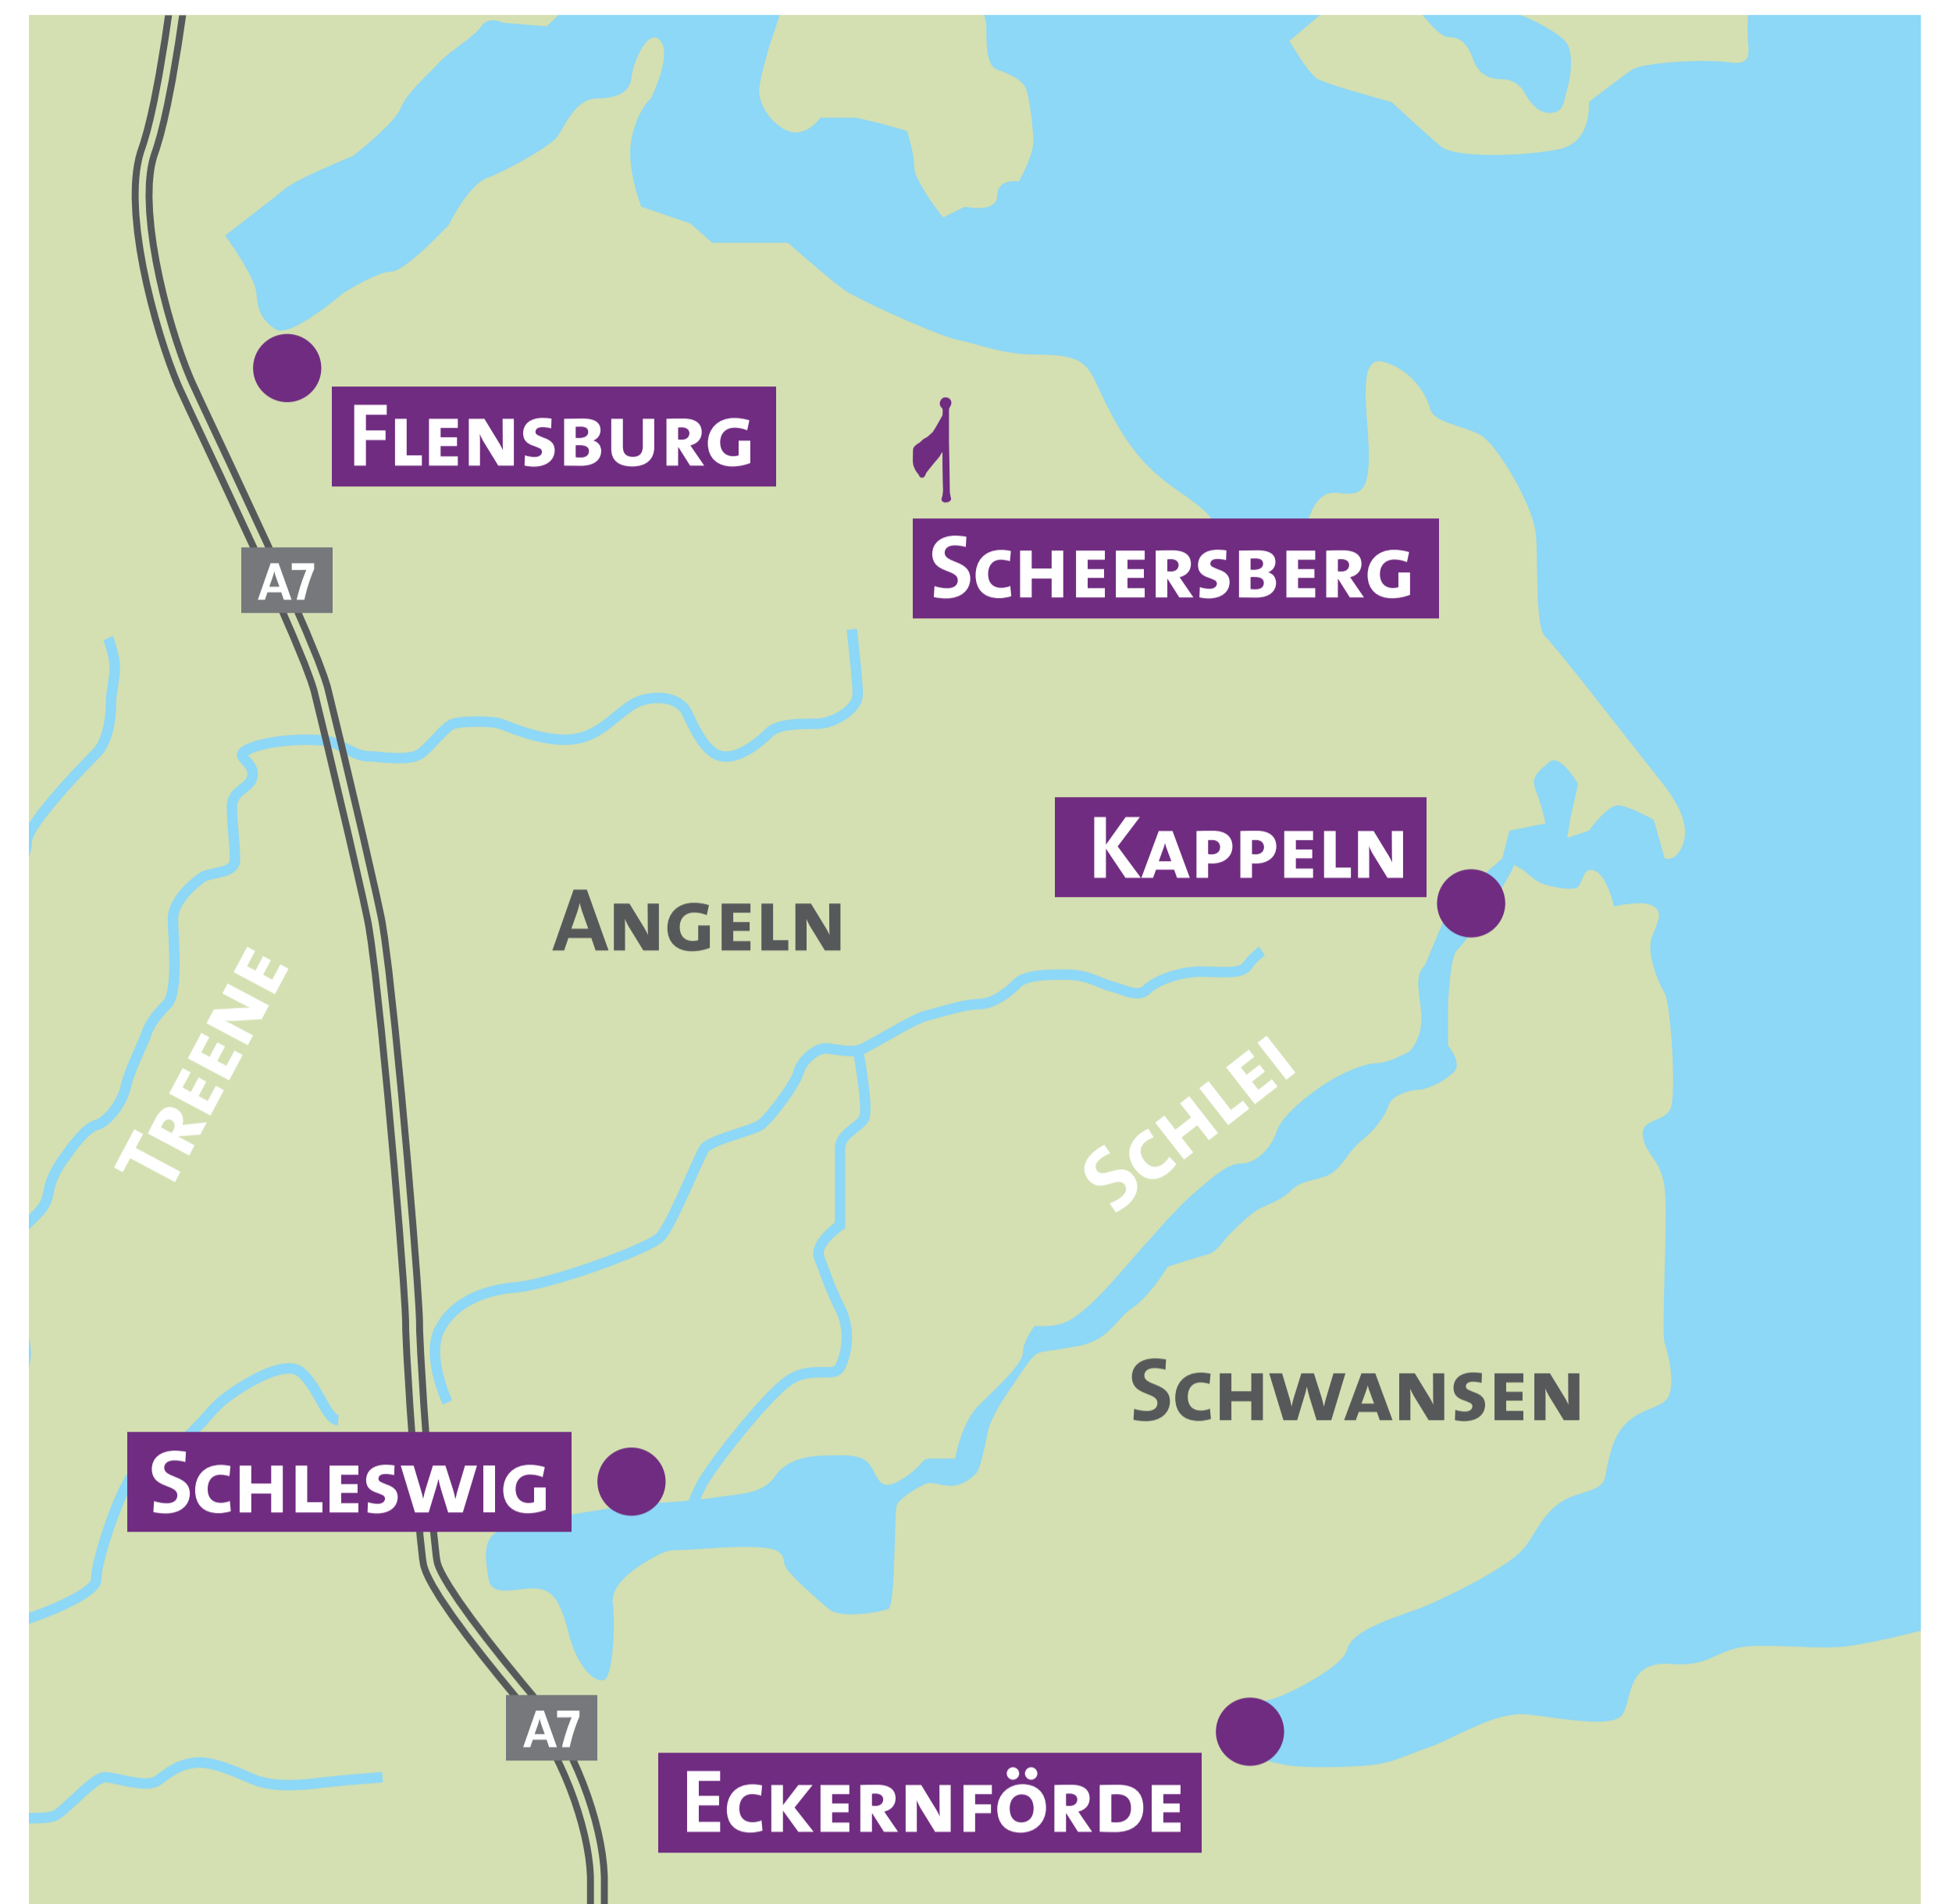 FLENSBURG
SCHEERSBERG
A7
KAPPELN
ANGELN
TREENE
SCHLEI
SCHWANSEN
SCHLESWIG
A7
ECKERNFÖRDE